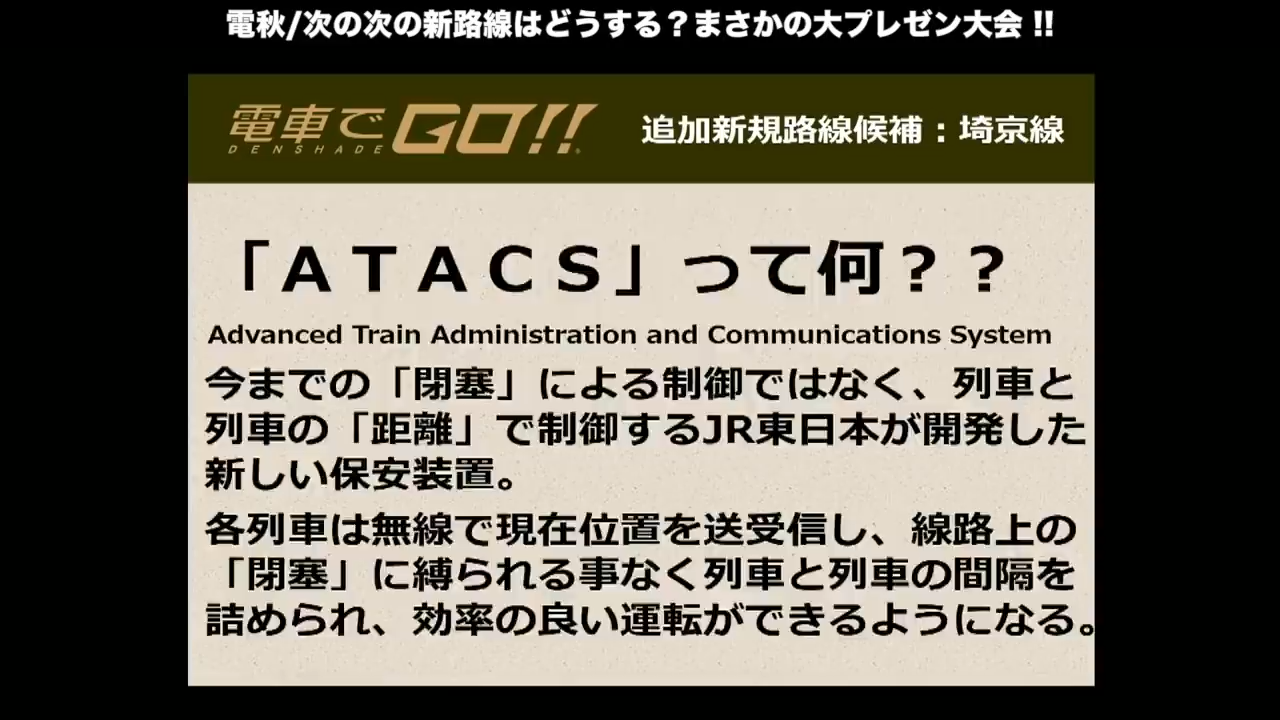 電秋/次の次の新路線はどうする？まさかの大プレゼン大会 !!
電車でGO!!
DENSHADE
追加新規路線候補：埼京線
「ＡＴＡＣＳ」って何？？
Advanced Train Administration and Communications System
今までの「閉塞」による制御ではなく、列車と
列車の「距離」で制御するJR東日本が開発した
新しい保安装置。
各列車は無線で現在位置を送受信し、線路上の
「閉塞」に縛られる事なく列車と列車の間隔を
詰められ、効率の良い運転ができるようになる。